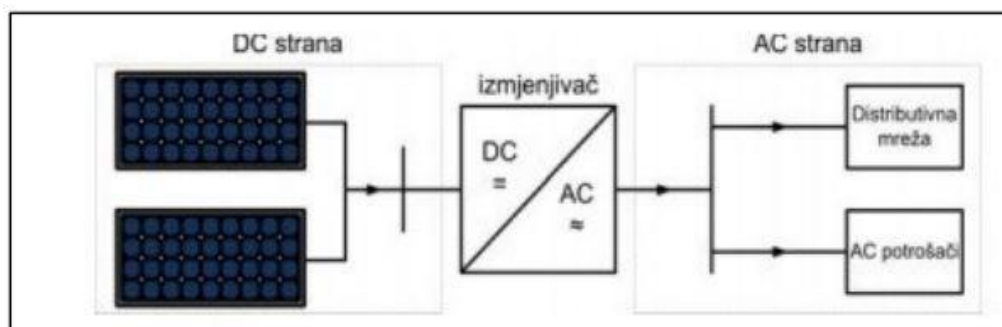 DC strana
AC strana
izmjenjivač
DC
=
AC
≈
Distributivna
mreža
AC potrošači